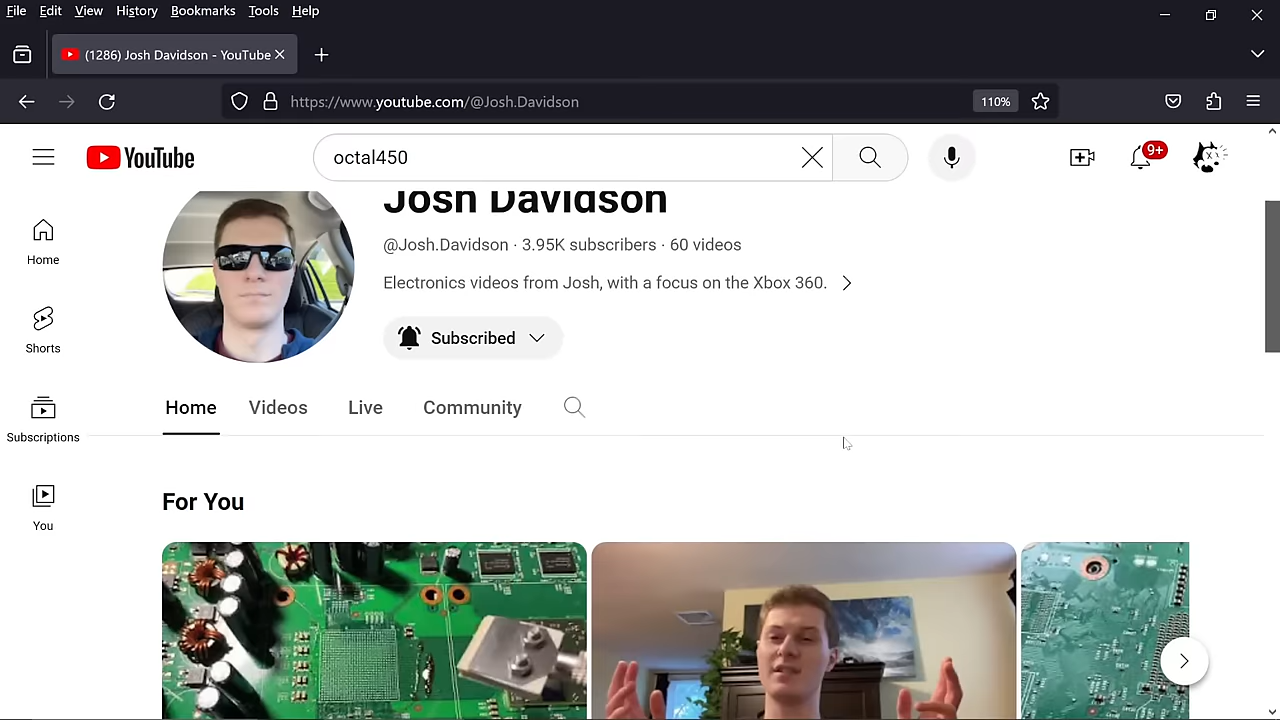 File Edit View History Bookmarks Tools Help
(1286) Josh Davidson - YouTube
https://www.youtube.com/@Josh.Davidson
110%
YouTube
octal450
9+
Josh Davidson
@Josh.Davidson · 3.95K subscribers · 60 videos
Electronics videos from Josh, with a focus on the Xbox 360.
Subscribed
Home
Shorts
Subscriptions
You
Home Videos Live Community
For You